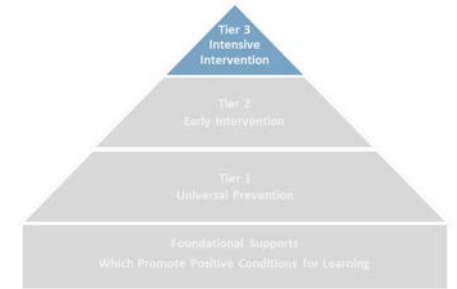 Tier 3
Intensive
Intervention
Tier 2
Early Intervention
Tier 1
Universal Prevention
Foundational Supports
Which Promote Positive Conditions for Learning